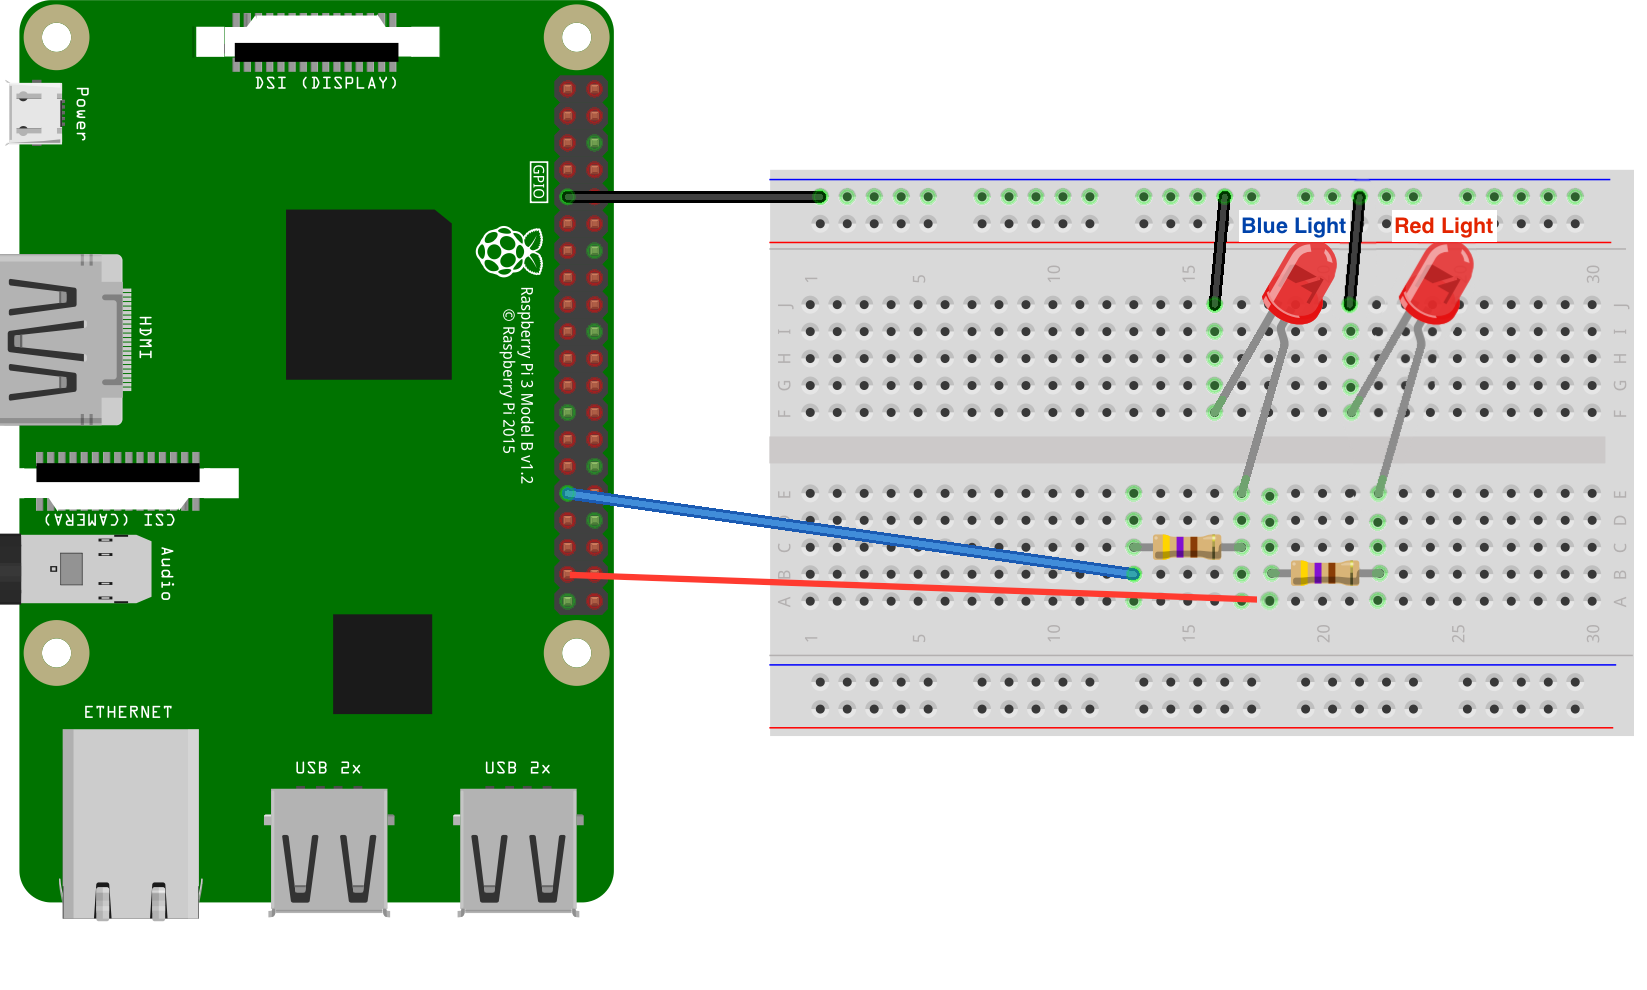 DSI (DISPLAY)
Power
GPIO
HDMI
Raspberry Pi 3 Model B v1.2
© Raspberry Pi 2015
CSI (CAMERA)
Audio
ETHERNET
USB 2x
USB 2x
Blue Light
Red Light
1 5 10 15 30
J J
I I
H H
G G
F F
E E
D D
C C
B B
A A
1 5 10 15 20 25 30